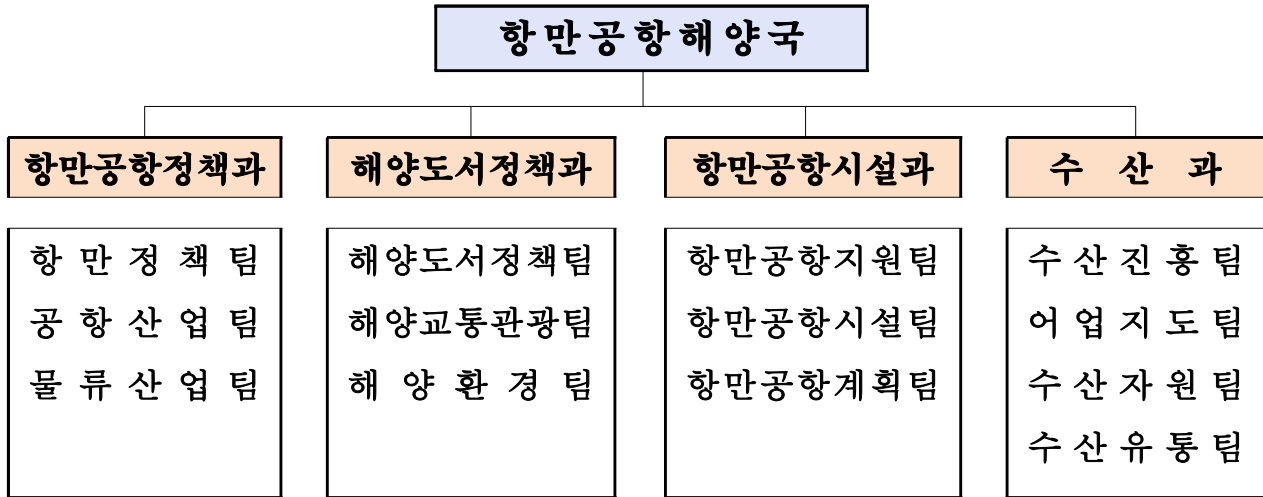 항만공항해양국
항만공항정책과
해양도서정책과
항만공항시설과
수 산 과
항 만 정 책 팀
공 항 산 업 팀
물 류 산 업 팀
해양도서정책팀
해양교통관광팀
해 양 환 경 팀
항만공항지원팀
항만공항시설팀
항만공항계획팀
수 산 진 흥 팀
어 업 지 도 팀
수 산 자 원 팀
수 산 유 통 팀